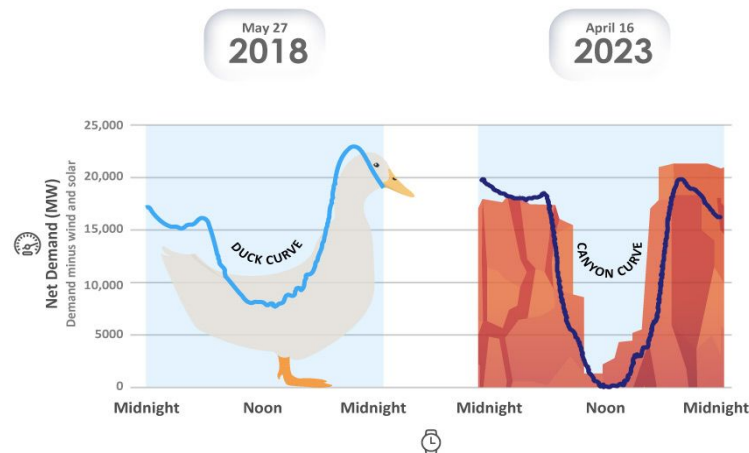 May 27
2018
April 16
2023
Net Demand (MW)
Demand minus wind and solar
25,000
20,000
15,000
10,000
5000
0
DUCK CURVE
CANYON CURVE
Midnight
Noon
Midnight
Midnight
Noon
Midnight